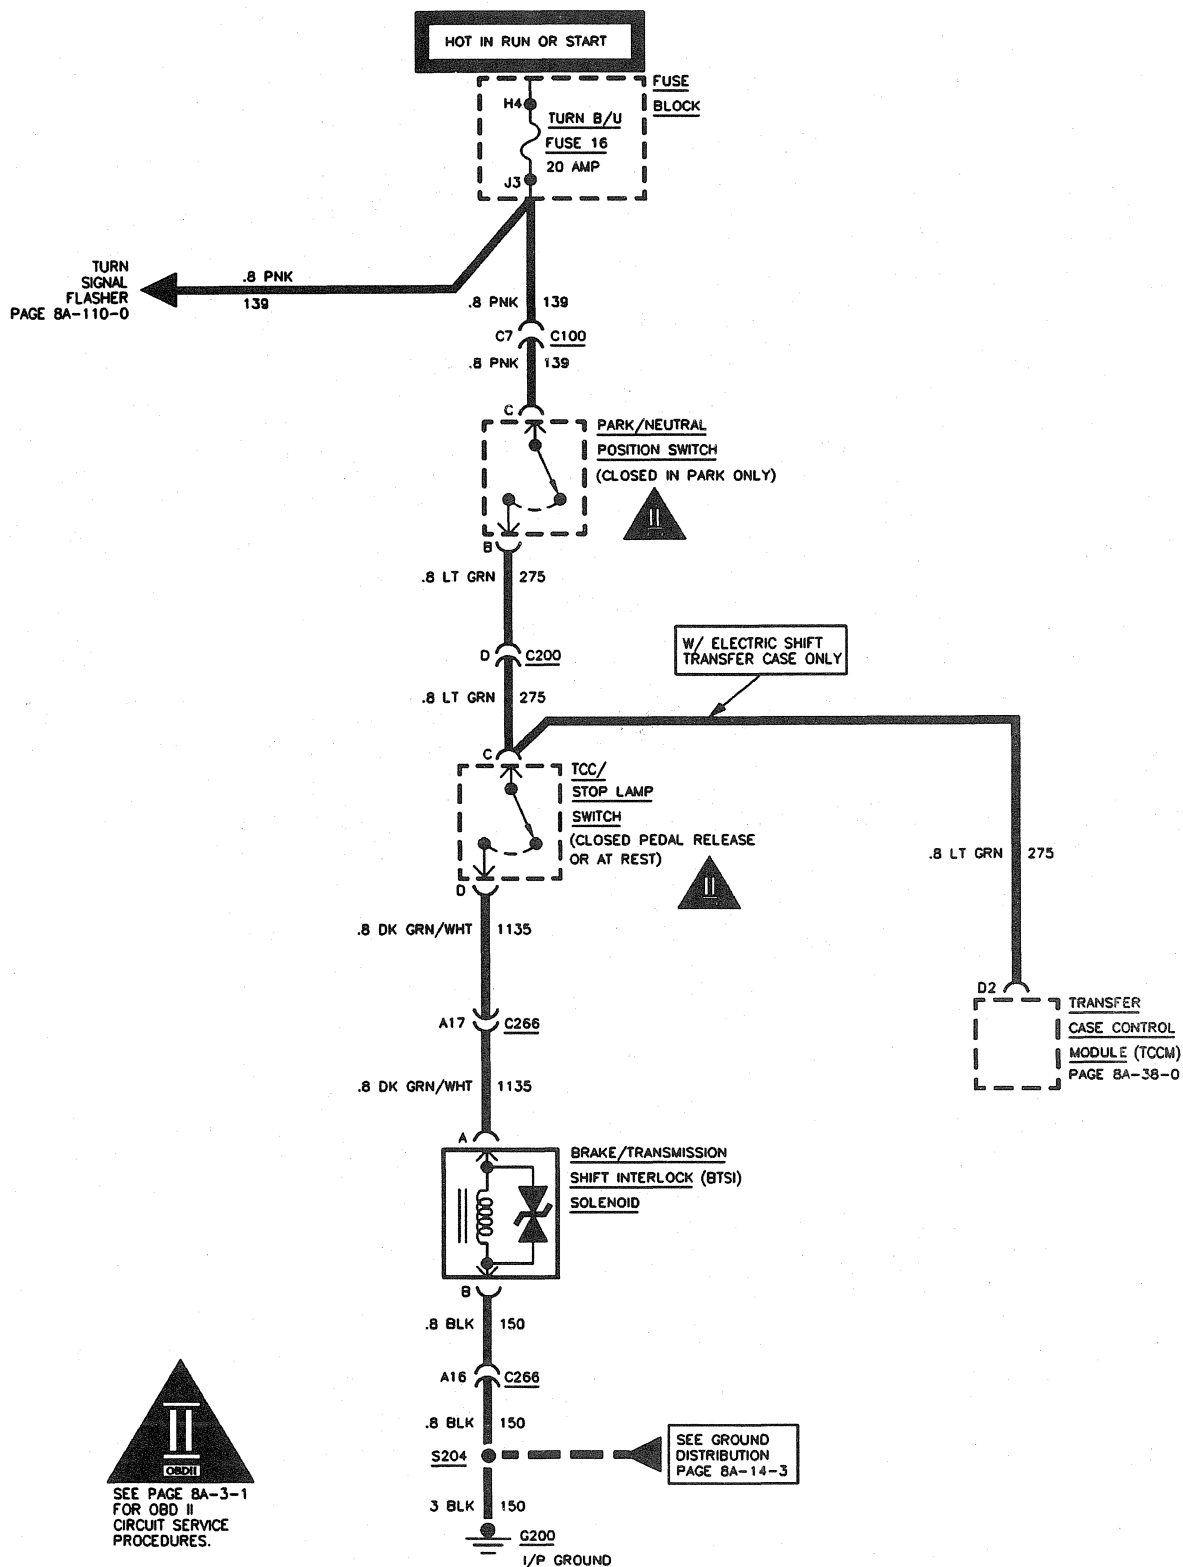 HOT IN RUN OR START
FUSE
BLOCK
H4
TURN B/U
FUSE 16
20 AMP
J3
TURN
SIGNAL
FLASHER
PAGE 8A-110-0
.8 PNK
139
.8 PNK 139
C7 C100
.8 PNK 139
C
PARK/NEUTRAL
POSITION SWITCH
(CLOSED IN PARK ONLY)
II
B
.8 LT GRN 275
D C200
.8 LT GRN 275
W/ ELECTRIC SHIFT
TRANSFER CASE ONLY
C
TCC/
STOP LAMP
SWITCH
(CLOSED PEDAL RELEASE
OR AT REST)
II
D
.8 LT GRN 275
.8 DK GRN/WHT 1135
A17 C266
.8 DK GRN/WHT 1135
D2
TRANSFER
CASE CONTROL
MODULE (TCCM)
PAGE 8A-38-0
A
BRAKE/TRANSMISSION
SHIFT INTERLOCK (BTSI)
SOLENOID
B
.8 BLK 150
A16 C266
.8 BLK 150
S204
SEE GROUND
DISTRIBUTION
PAGE 8A-14-3
3 BLK 150
G200
I/P GROUND
II
OBDII
SEE PAGE 8A-3-1
FOR OBD II
CIRCUIT SERVICE
PROCEDURES.